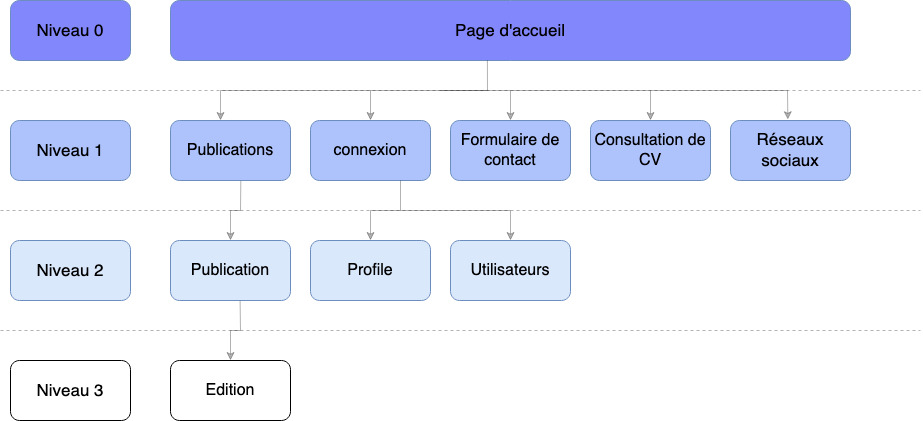 Niveau 0
Page d'accueil
Niveau 1
Publications
connexion
Formulaire de
contact
Consultation de
CV
Réseaux
sociaux
Niveau 2
Publication
Profile
Utilisateurs
Niveau 3
Edition